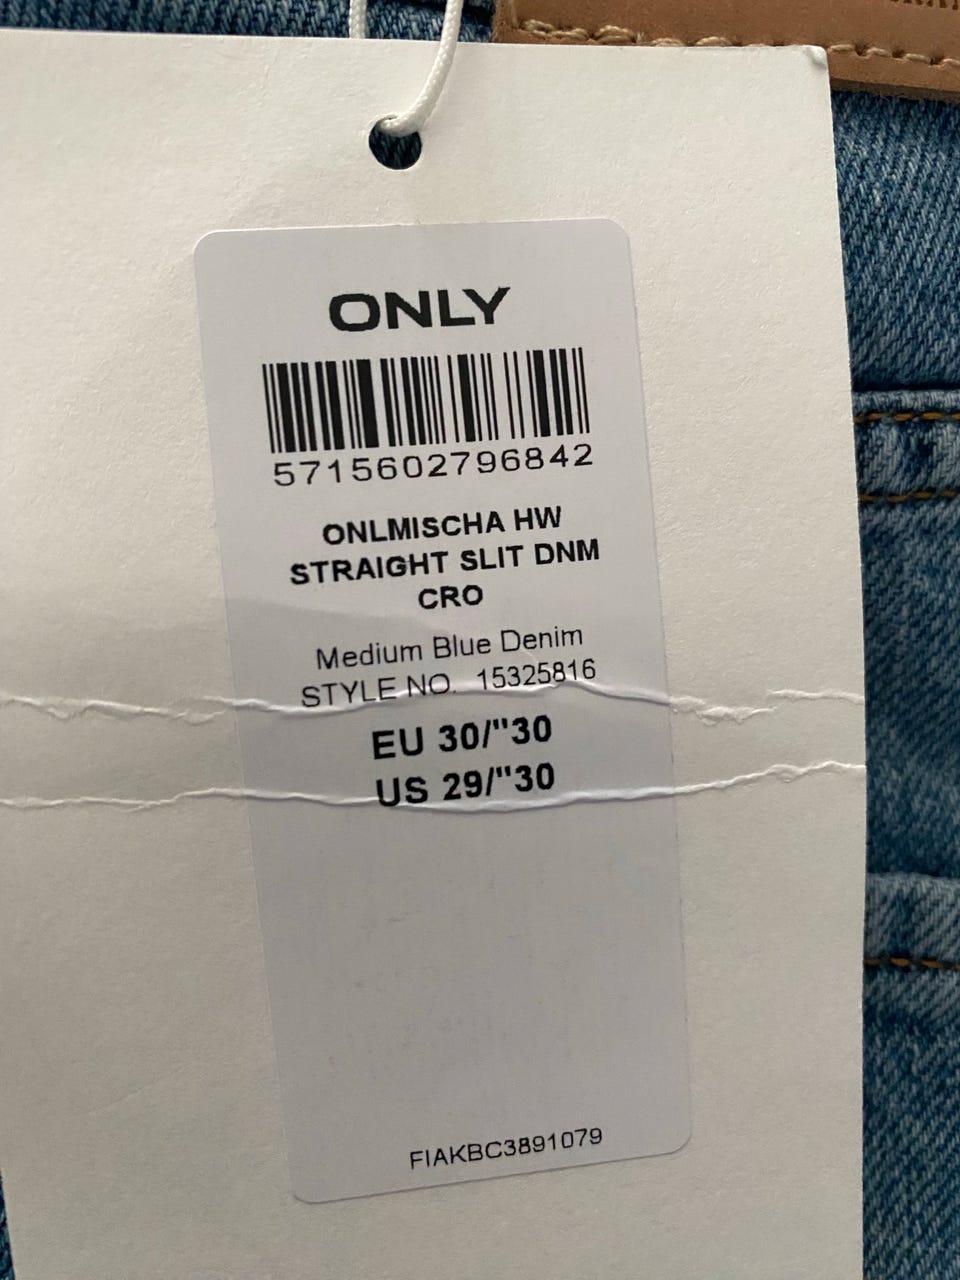 ONLY
5715602796842
ONLMISCHA HW
STRAIGHT SLIT DNM
CRO
Medium Blue Denim
STYLE NO. 15325816
EU 30/"30
US 29/"30
FIAKBC3891079